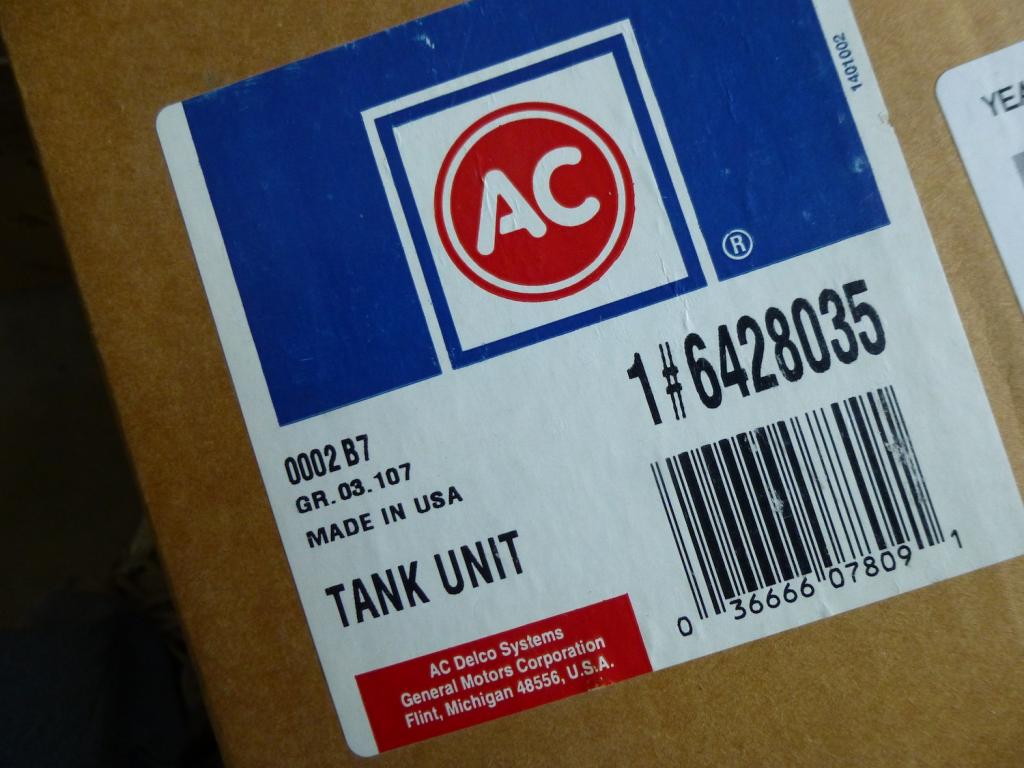 1401002
AC
®
1#6428035
0002 B7
GR. 03.107
MADE IN USA
TANK UNIT
0 36666 07809 1
AC Delco Systems
General Motors Corporation
Flint, Michigan 48556, U.S.A.